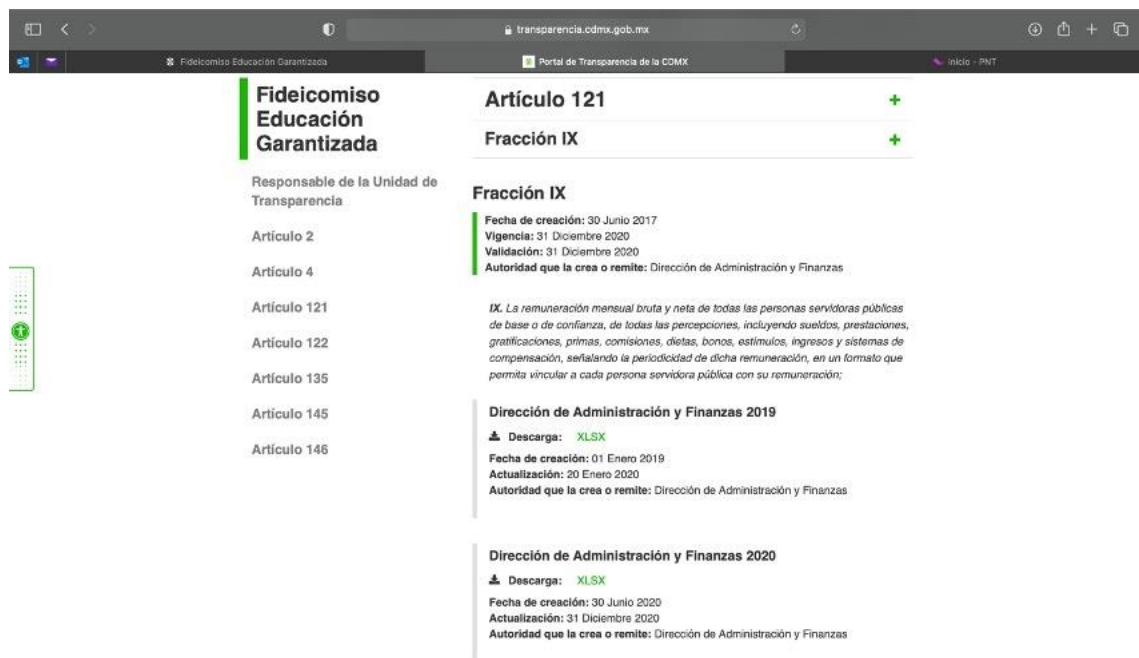 transparencia.cdmx.gob.mx
Fideicomiso Educación Garantizada
Portal de Transparencia de la CDMX
Inicio - PNT
Fideicomiso
Educación
Garantizada
Responsable de la Unidad de
Transparencia
Artículo 2
Artículo 4
Artículo 121
Artículo 122
Artículo 135
Artículo 145
Artículo 146
Artículo 121
Fracción IX
Fracción IX
Fecha de creación: 30 Junio 2017
Vigencia: 31 Diciembre 2020
Validación: 31 Diciembre 2020
Autoridad que la crea o remite: Dirección de Administración y Finanzas
IX. La remuneración mensual bruta y neta de todas las personas servidoras públicas
de base o de confianza, de todas las percepciones, incluyendo sueldos, prestaciones,
gratificaciones, primas, comisiones, dietas, bonos, estímulos, ingresos y sistemas de
compensación, señalando la periodicidad de dicha remuneración, en un formato que
permita vincular a cada persona servidora pública con su remuneración;
Dirección de Administración y Finanzas 2019
Descarga: XLSX
Fecha de creación: 01 Enero 2019
Actualización: 20 Enero 2020
Autoridad que la crea o remite: Dirección de Administración y Finanzas
Dirección de Administración y Finanzas 2020
Descarga: XLSX
Fecha de creación: 30 Junio 2020
Actualización: 31 Diciembre 2020
Autoridad que la crea o remite: Dirección de Administración y Finanzas